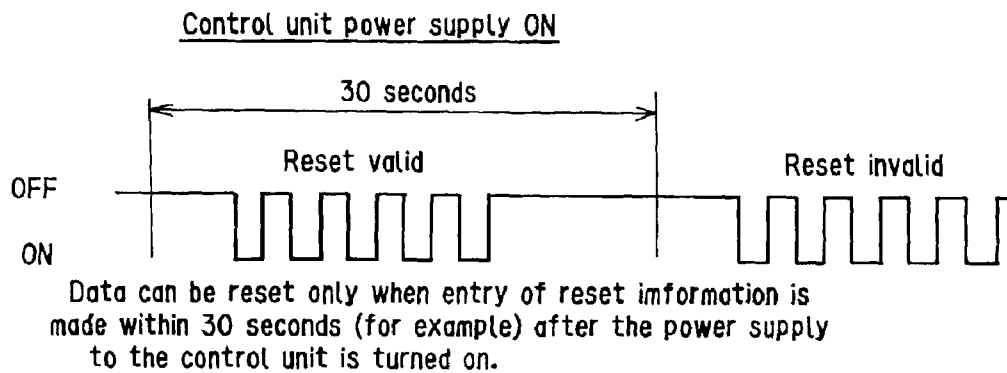 Control unit power supply ON
30 seconds
Reset valid
Reset invalid
OFF
ON
Data can be reset only when entry of reset imformation is
made within 30 seconds (for example) after the power supply
to the control unit is turned on.